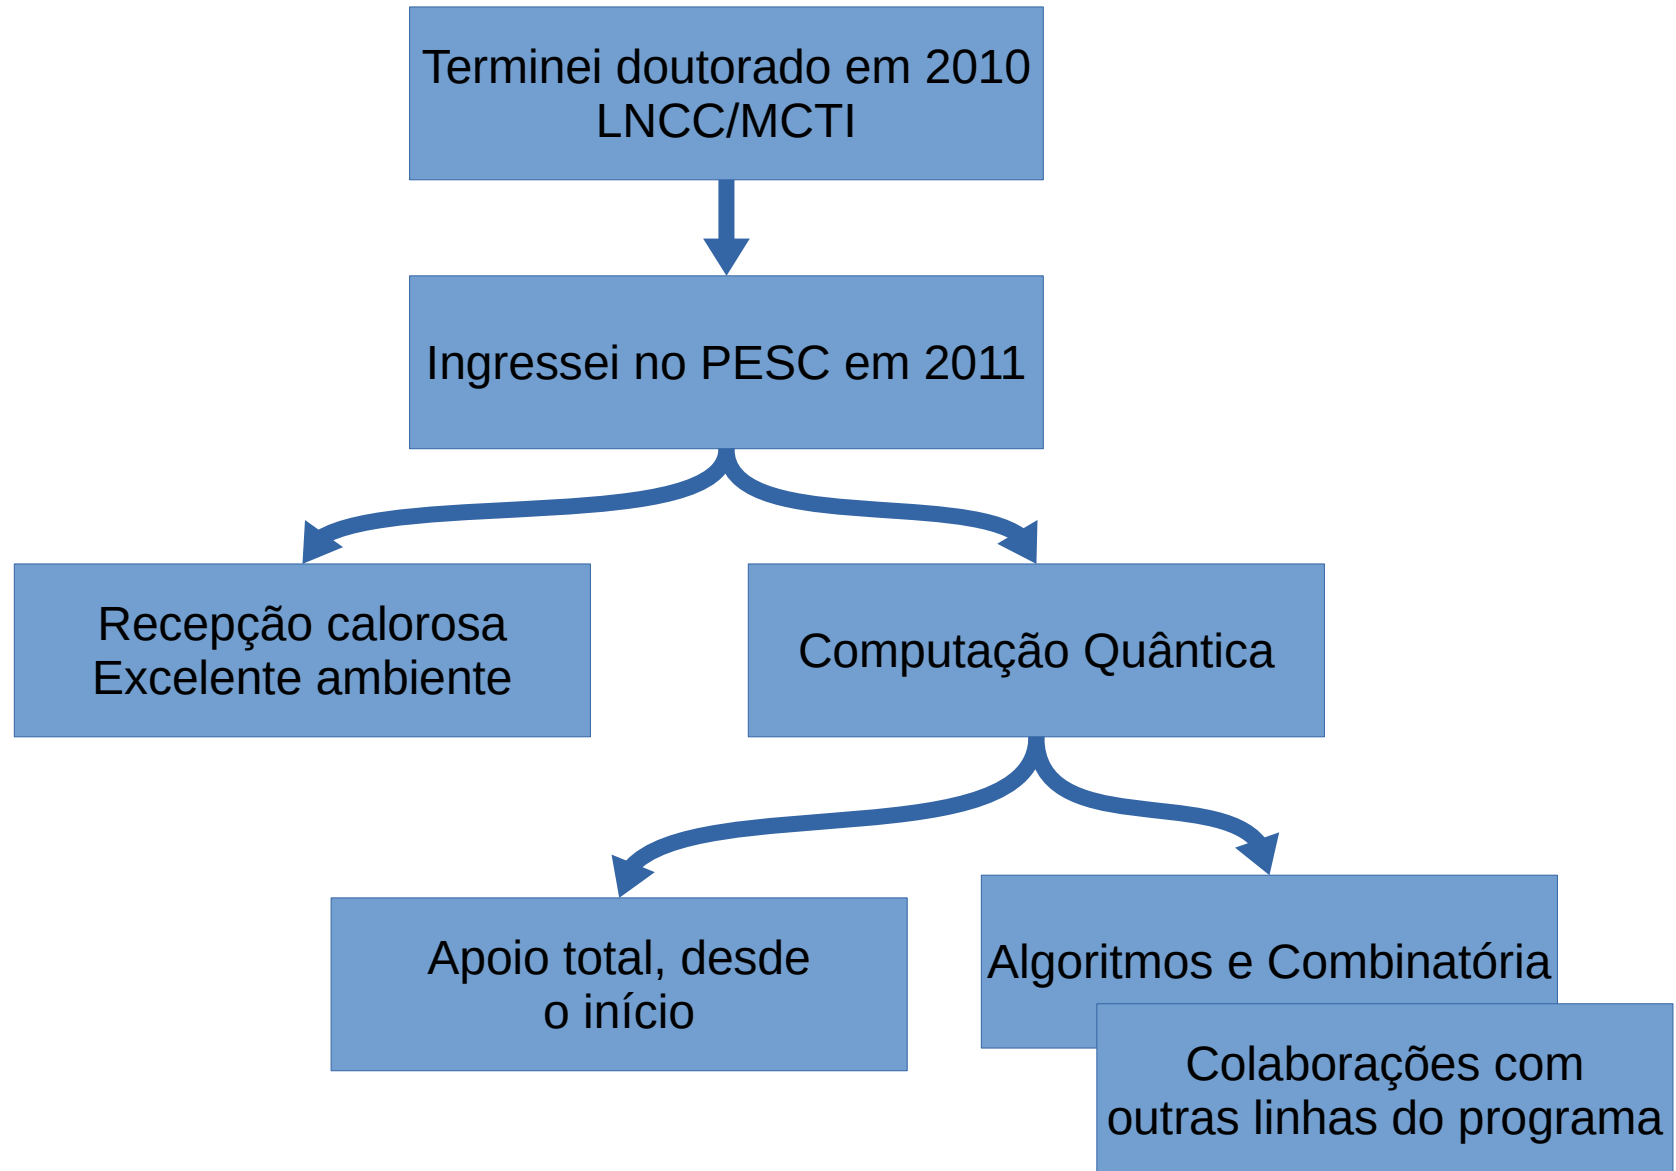 Terminei doutorado em 2010
LNCC/MCTI
Ingressei no PESC em 2011
Recepção calorosa
Excelente ambiente
Computação Quântica
Apoio total, desde
o início
Algoritmos e Combinatória
Colaborações com
outras linhas do programa